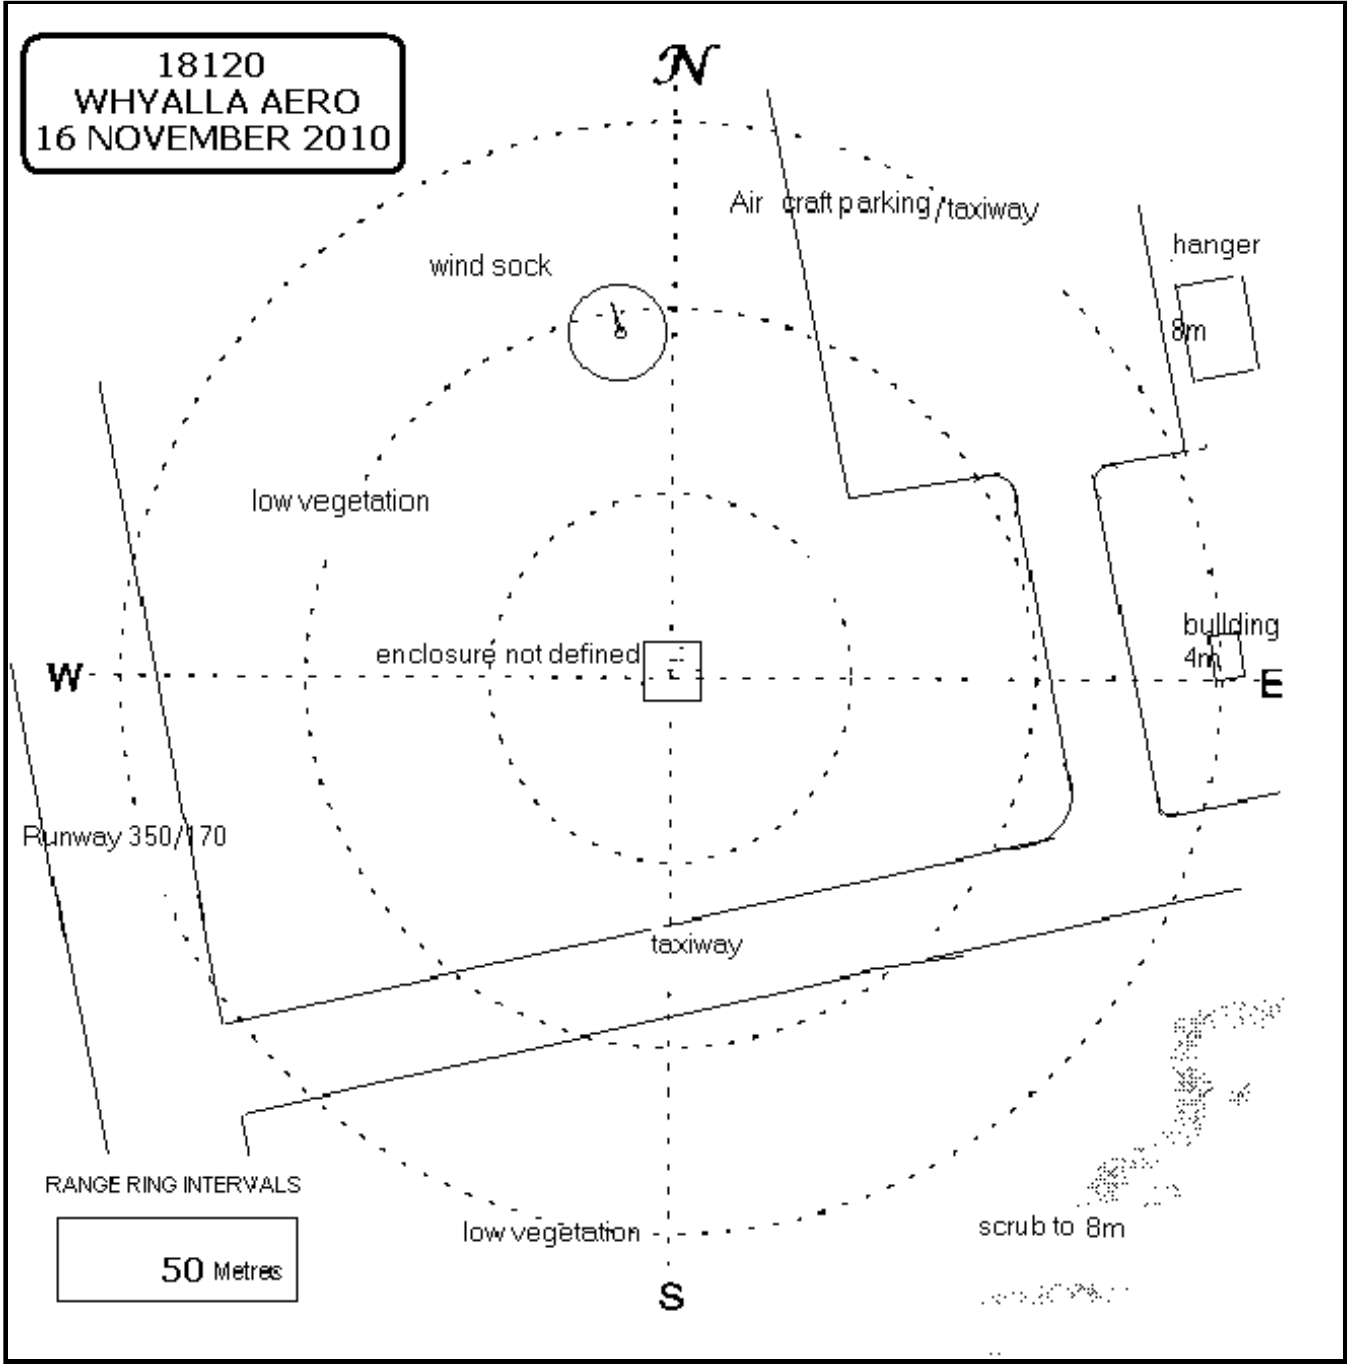 18120
WHYALLA AERO
16 NOVEMBER 2010
N
Air craft parking/taxiway
hanger
wind sock
8m
low vegetation
building
enclosure not defined
4m
W
E
Runway 350/170
taxiway
RANGE RING INTERVALS
low vegetation
scrub to 8m
50 Metres
S